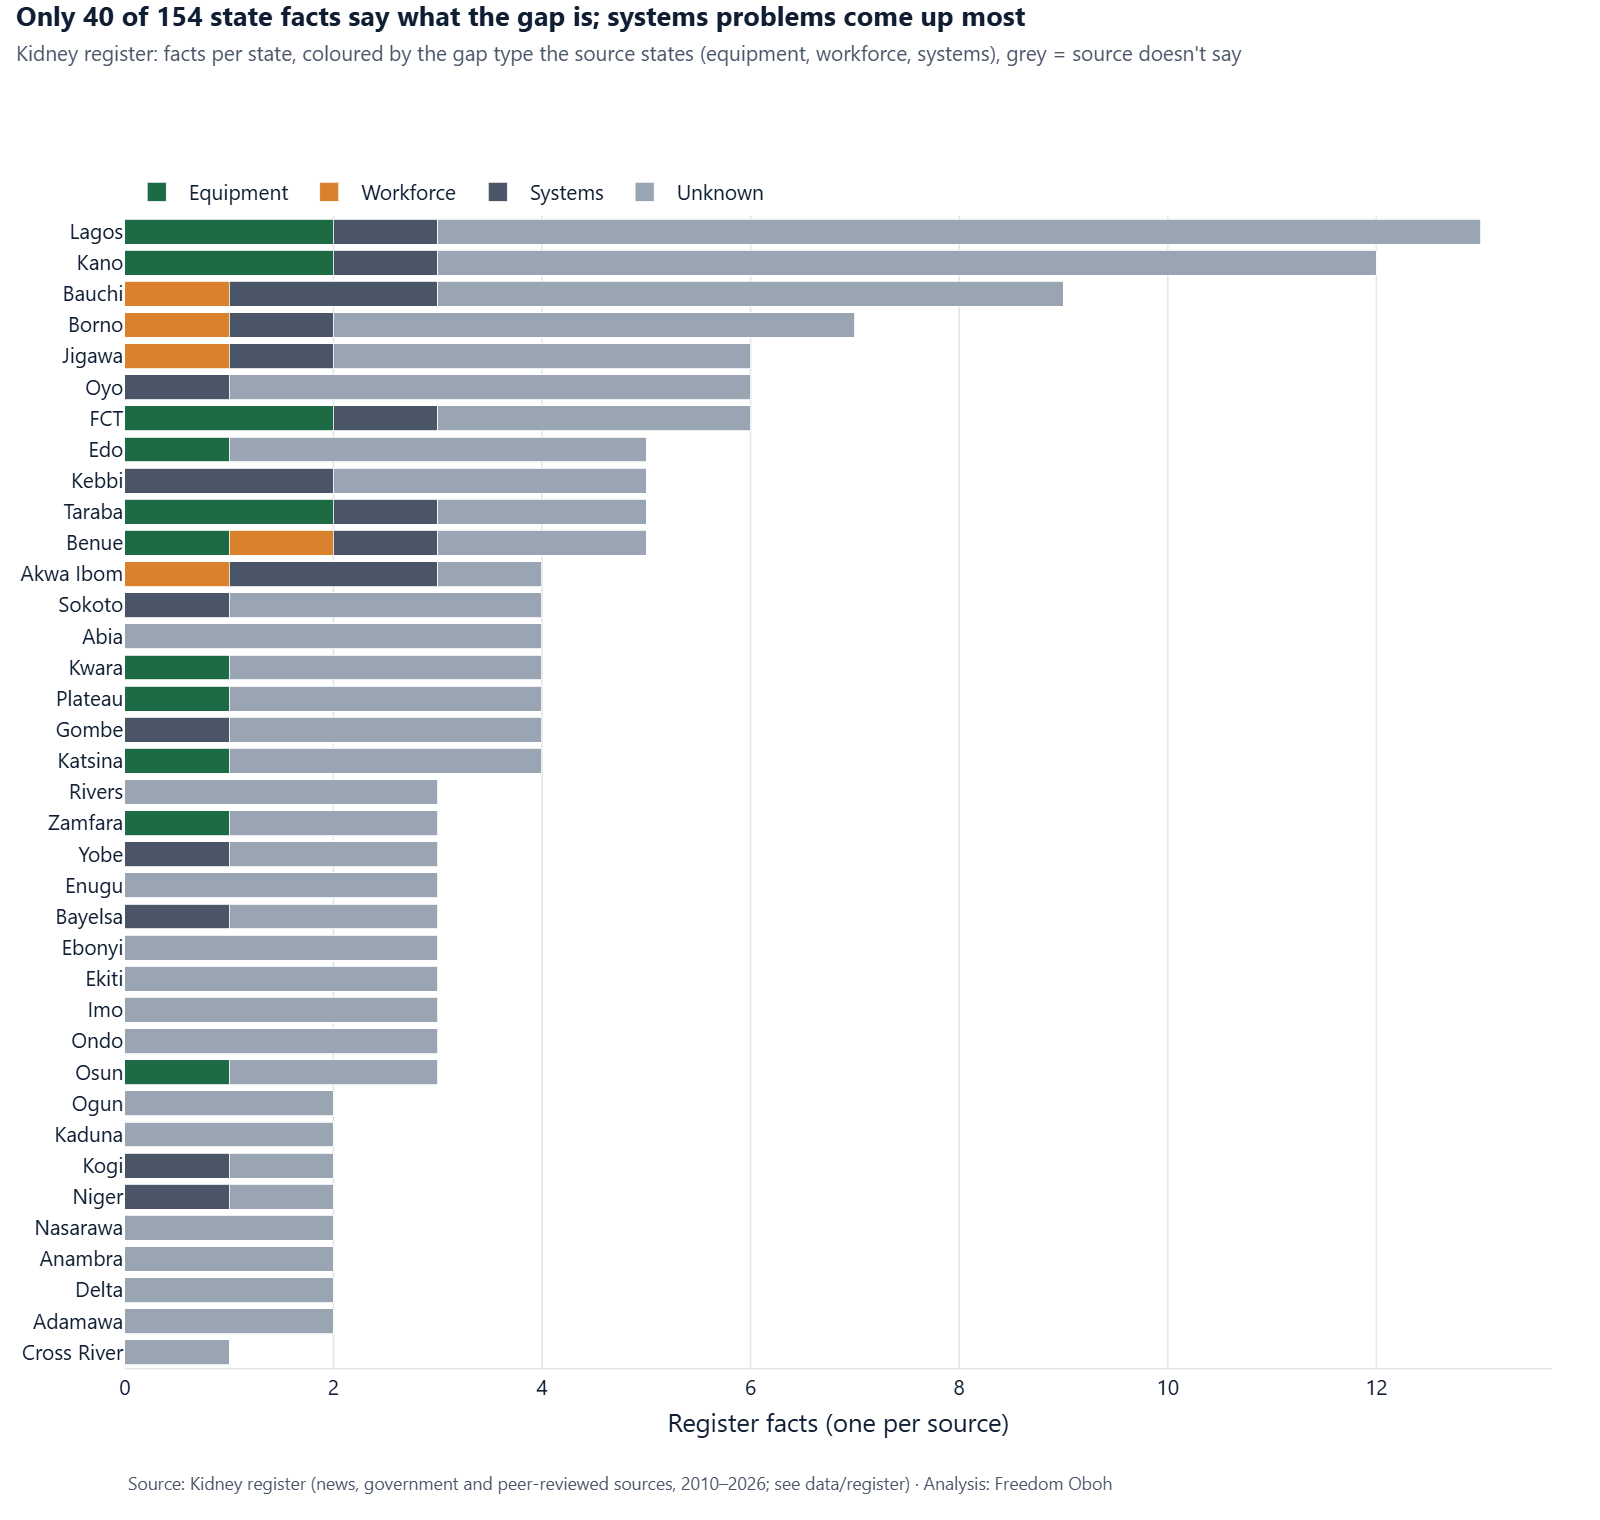 Only 40 of 154 state facts say what the gap is; systems problems come up most
Kidney register: facts per state, coloured by the gap type the source states (equipment, workforce, systems), grey = source doesn't say
Equipment Workforce Systems Unknown
Lagos
Kano
Bauchi
Borno
Jigawa
Oyo
FCT
Edo
Kebbi
Taraba
Benue
Akwa Ibom
Sokoto
Abia
Kwara
Plateau
Gombe
Katsina
Rivers
Zamfara
Yobe
Enugu
Bayelsa
Ebonyi
Ekiti
Imo
Ondo
Osun
Ogun
Kaduna
Kogi
Niger
Nasarawa
Anambra
Delta
Adamawa
Cross River
0 2 4 6 8 10 12
Register facts (one per source)
Source: Kidney register (news, government and peer-reviewed sources, 2010–2026; see data/register) · Analysis: Freedom Oboh